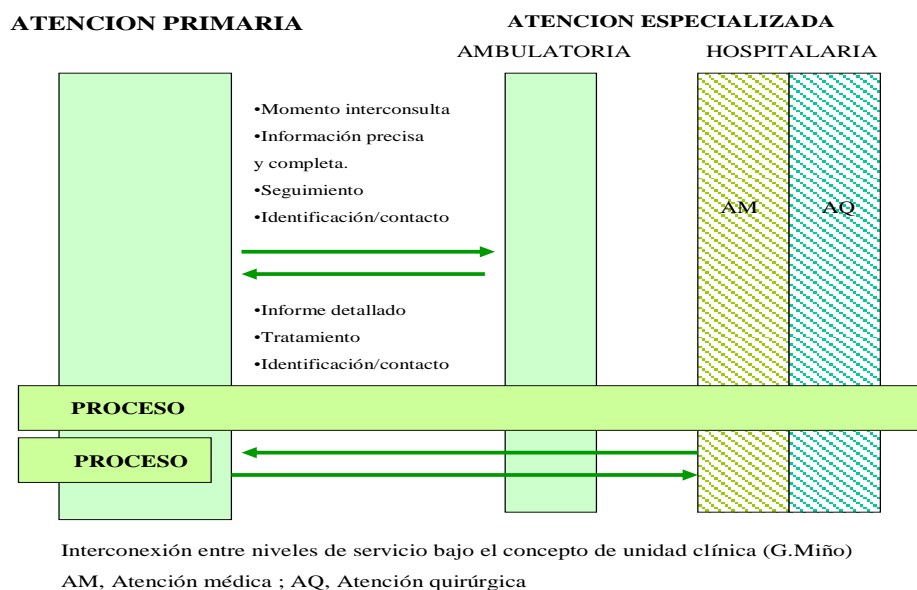 ATENCION PRIMARIA
ATENCION ESPECIALIZADA
AMBULATORIA
HOSPITALARIA
•Momento interconsulta
•Información precisa
y completa.
•Seguimiento
•Identificación/contacto
AM
AQ
•Informe detallado
•Tratamiento
•Identificación/contacto
PROCESO
PROCESO
Interconexión entre niveles de servicio bajo el concepto de unidad clínica (G.Miño)
AM, Atención médica ; AQ, Atención quirúrgica